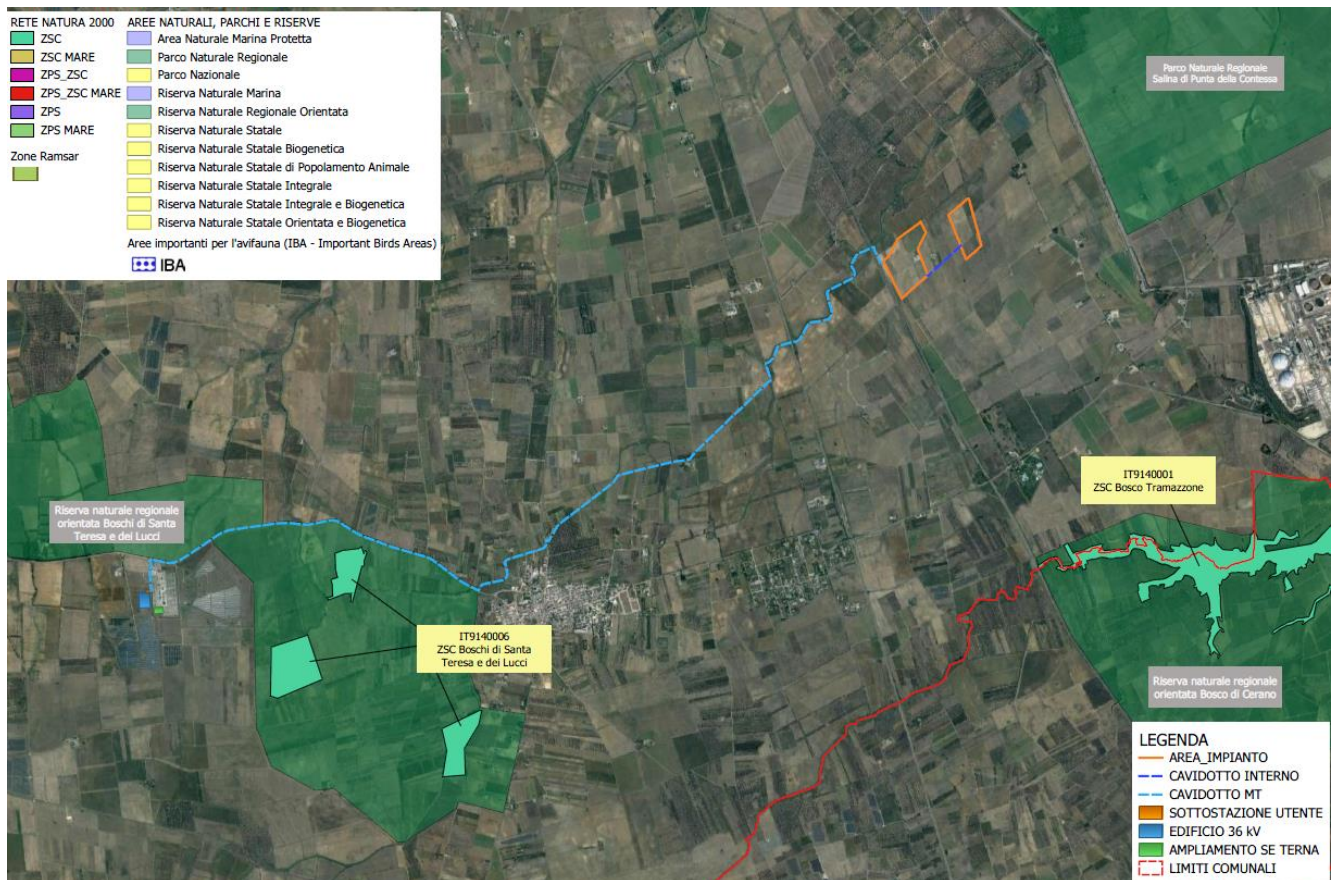 RETE NATURA 2000
ZSC
ZSC MARE
ZPS_ZSC
ZPS_ZSC MARE
ZPS
ZPS MARE
Zone Ramsar
AREE NATURALI, PARCHI E RISERVE
Area Naturale Marina Protetta
Parco Naturale Regionale
Parco Nazionale
Riserva Naturale Marina
Riserva Naturale Regionale Orientata
Riserva Naturale Statale
Riserva Naturale Statale Biogenetica
Riserva Naturale Statale di Popolamento Animale
Riserva Naturale Statale Integrale
Riserva Naturale Statale Integrale e Biogenetica
Riserva Naturale Statale Orientata e Biogenetica
Aree importanti per l'avifauna (IBA - Important Birds Areas)
IBA
Parco Naturale Regionale
Salina di Punta della Contessa
IT9140001
ZSC Bosco Tramazzone
Riserva naturale regionale
orientata Boschi di Santa
Teresa e dei Lucci
IT9140006
ZSC Boschi di Santa
Teresa e dei Lucci
Riserva naturale regionale
orientata Bosco di Cerano
LEGENDA
AREA_IMPIANTO
CAVIDOTTO INTERNO
CAVIDOTTO MT
SOTTOSTAZIONE UTENTE
EDIFICIO 36 kV
AMPLIAMENTO SE TERNA
LIMITI COMUNALI